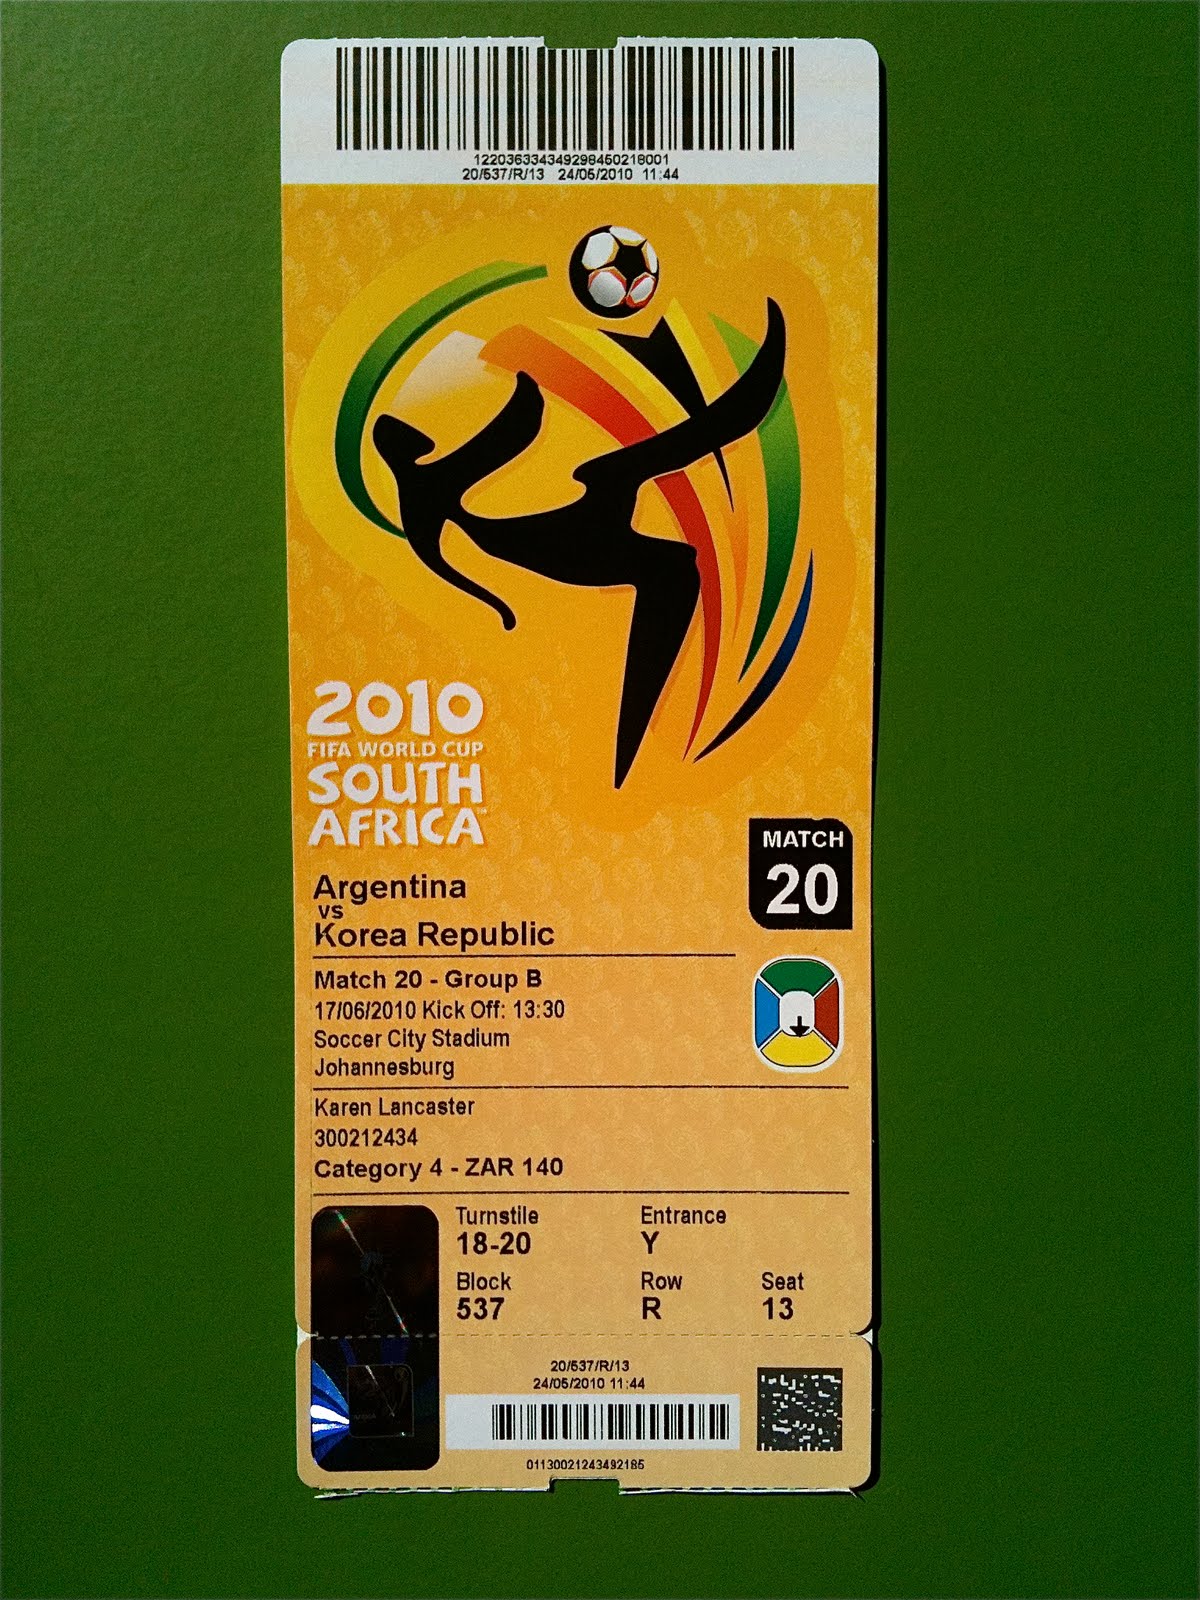 122036334349298450218001
20/537/R/13 24/05/2010 11:44
2010
FIFA WORLD CUP
SOUTH
AFRICA™
MATCH
20
Argentina
vs
Korea Republic
Match 20 - Group B
17/06/2010 Kick Off: 13:30
Soccer City Stadium
Johannesburg
Karen Lancaster
300212434
Category 4 - ZAR 140
Turnstile Entrance
18-20 Y
Block Row Seat
537 R 13
20/537/R/13
24/05/2010 11:44
01130021243492185